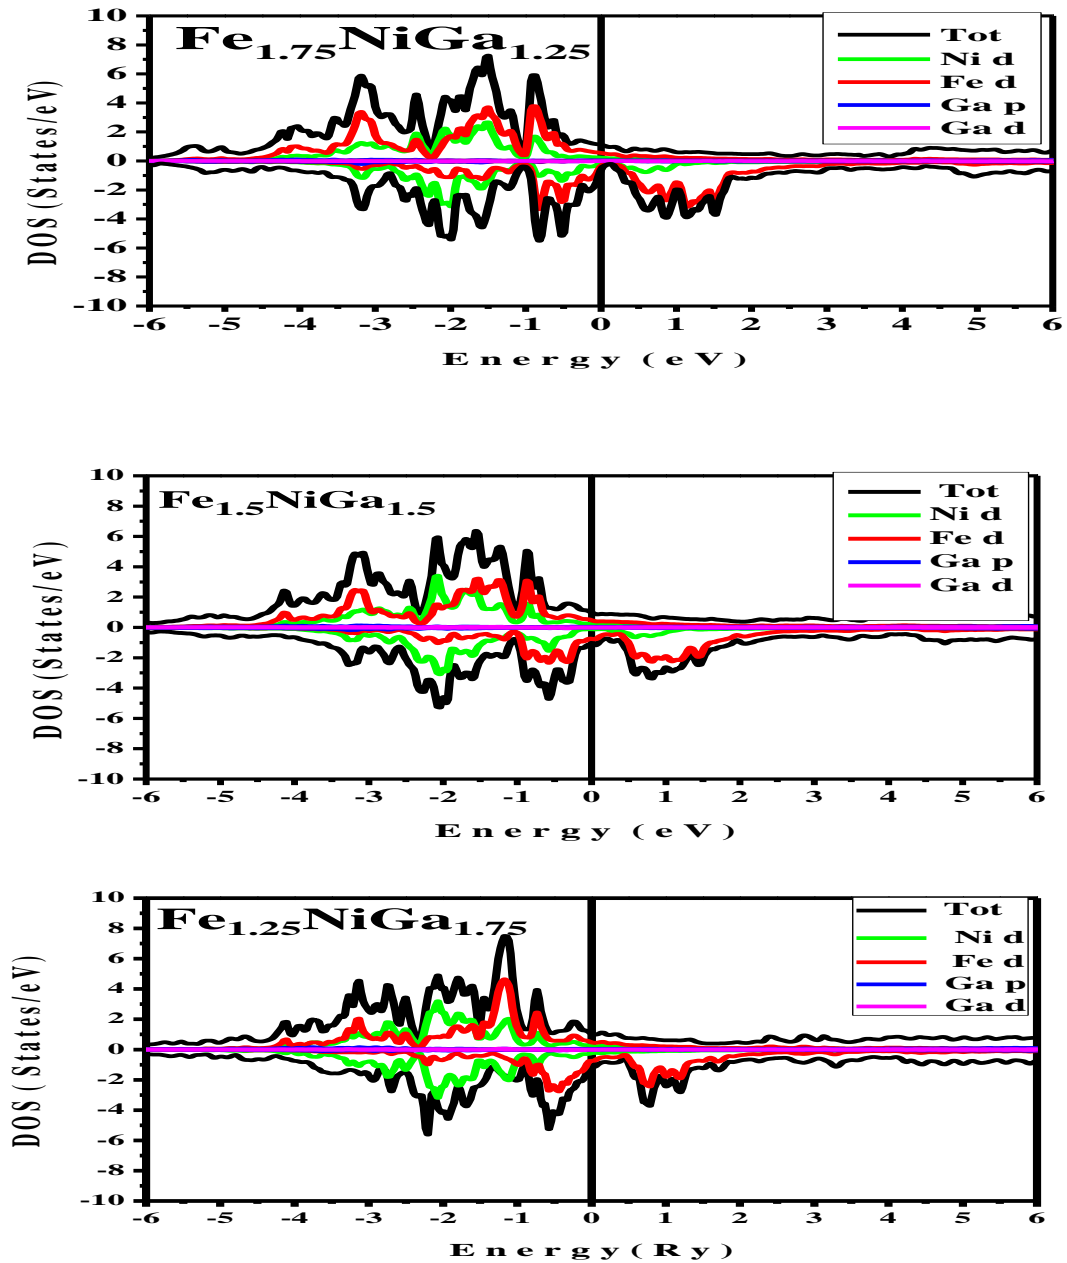 Fe1.75NiGa1.25
Tot
Ni d
Fe d
Ga p
Ga d
10
8
6
4
2
0
-2
-4
-6
-8
-10
DOS(States/eV)
-6 -5 -4 -3 -2 -1 0 1 2 3 4 5 6
Energy (eV)
Fe1.5NiGa1.5
Tot
Ni d
Fe d
Ga p
Ga d
10
8
6
4
2
0
-2
-4
-6
-8
-10
DOS(States/eV)
-6 -5 -4 -3 -2 -1 0 1 2 3 4 5 6
Energy (eV)
Fe1.25NiGa1.75
Tot
Ni d
Fe d
Ga p
Ga d
10
8
6
4
2
0
-2
-4
-6
-8
-10
DOS(States/eV)
-6 -5 -4 -3 -2 -1 0 1 2 3 4 5 6
Energy(Ry)